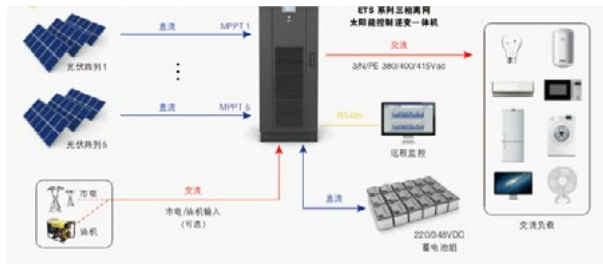 ETS 系列三相离网
太阳能控制逆变一体机
直流
MPPT 1
交流
光伏阵列1
3/N/PE 380/400/415Vac
直流
MPPT 5
RS485
光伏阵列5
远程监控
市电
交流
直流
油机
市电/油机输入
(可选)
220/348VDC
蓄电池组
交流负载